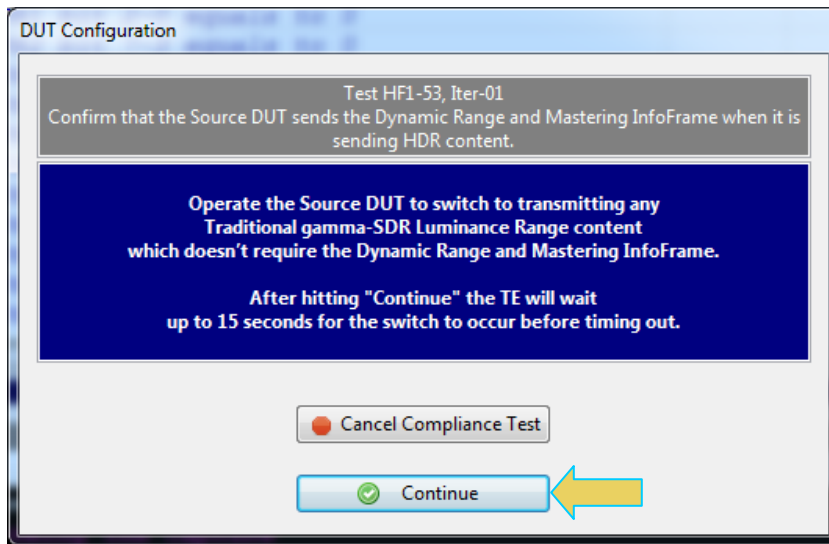 DUT Configuration
Test HF1-53, Iter-01
Confirm that the Source DUT sends the Dynamic Range and Mastering InfoFrame when it is
sending HDR content.
Operate the Source DUT to switch to transmitting any
Traditional gamma-SDR Luminance Range content
which doesn't require the Dynamic Range and Mastering InfoFrame.
After hitting "Continue" the TE will wait
up to 15 seconds for the switch to occur before timing out.
Cancel Compliance Test
Continue